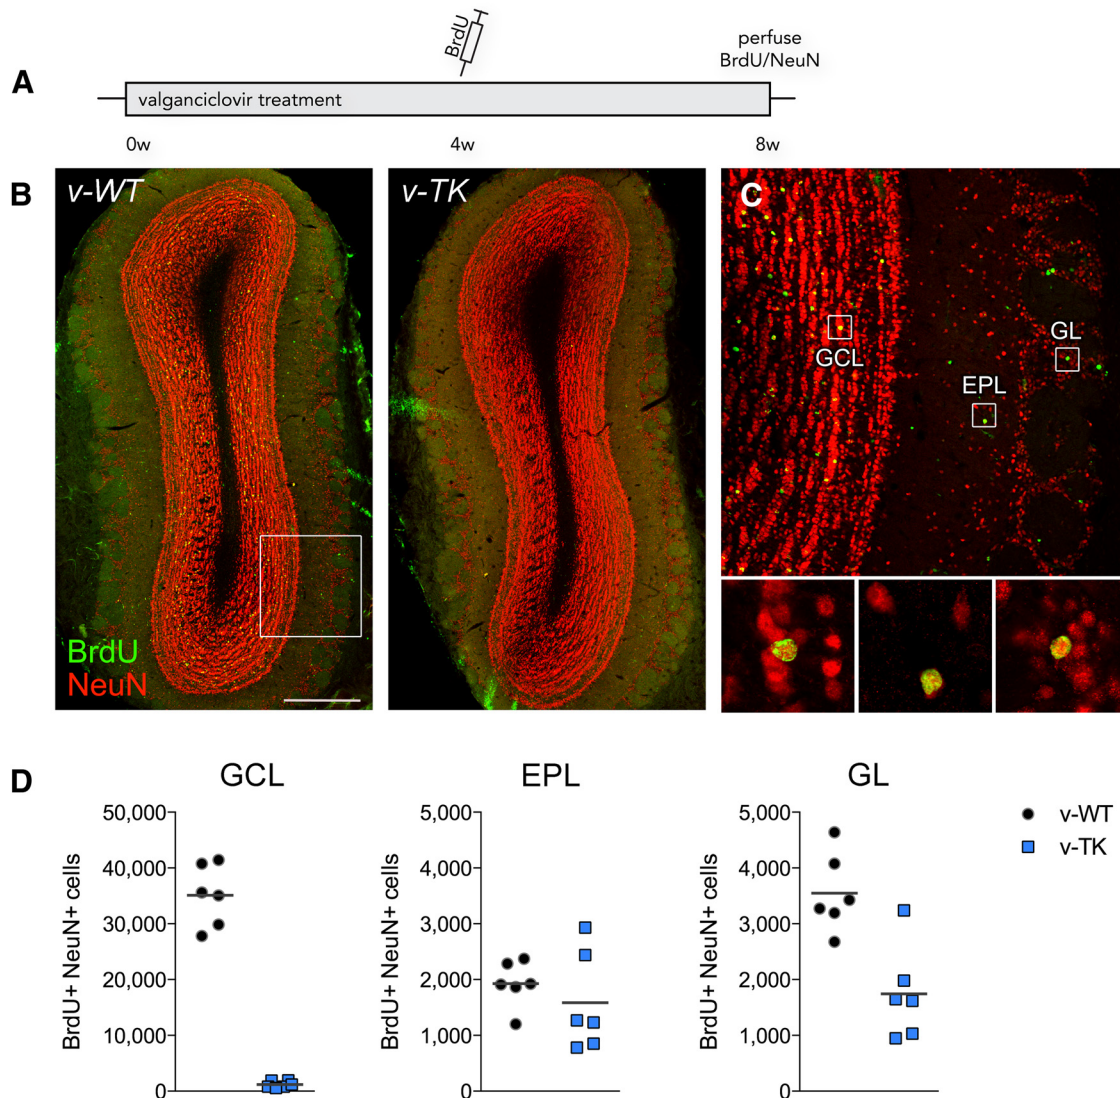 A
BrdU
perfuse
BrdU/NeuN
valganciclovir treatment
0w
4w
8w
B
v-WT
v-TK
BrdU
NeuN
C
GCL
EPL
GL
D
GCL
BrdU+ NeuN+ cells
50,000
40,000
30,000
20,000
10,000
0
EPL
BrdU+ NeuN+ cells
5,000
4,000
3,000
2,000
1,000
0
GL
BrdU+ NeuN+ cells
5,000
4,000
3,000
2,000
1,000
0
v-WT
v-TK